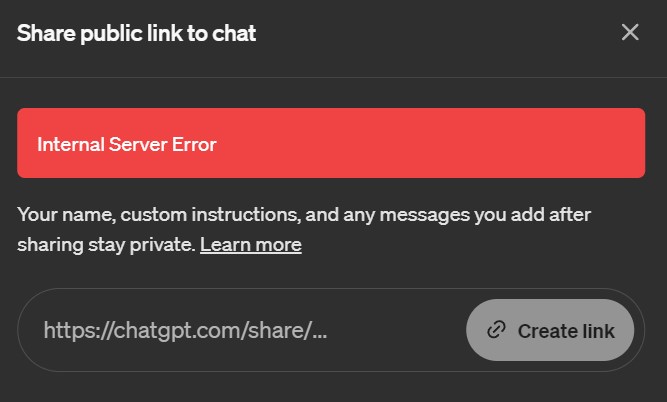 Share public link to chat
Internal Server Error
Your name, custom instructions, and any messages you add after
sharing stay private. Learn more
https://chatgpt.com/share/...
Create link